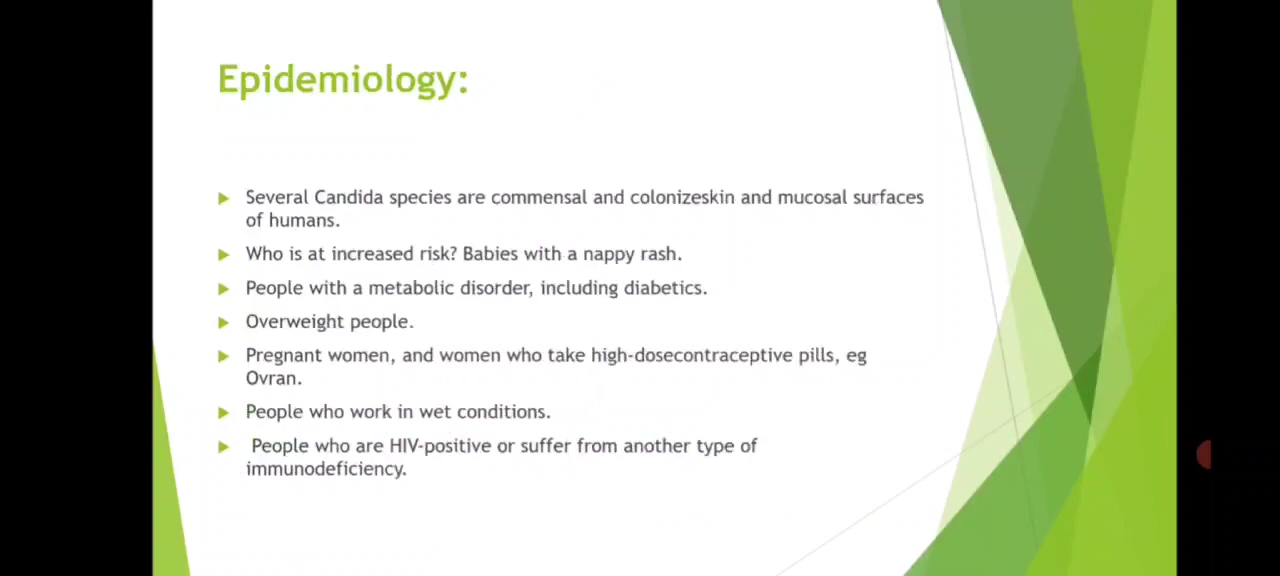 Epidemiology:
Several Candida species are commensal and colonizeskin and mucosal surfaces
of humans.
Who is at increased risk? Babies with a nappy rash.
People with a metabolic disorder, including diabetics.
Overweight people.
Pregnant women, and women who take high-dosecontraceptive pills, eg
Ovran.
People who work in wet conditions.
People who are HIV-positive or suffer from another type of
immunodeficiency.